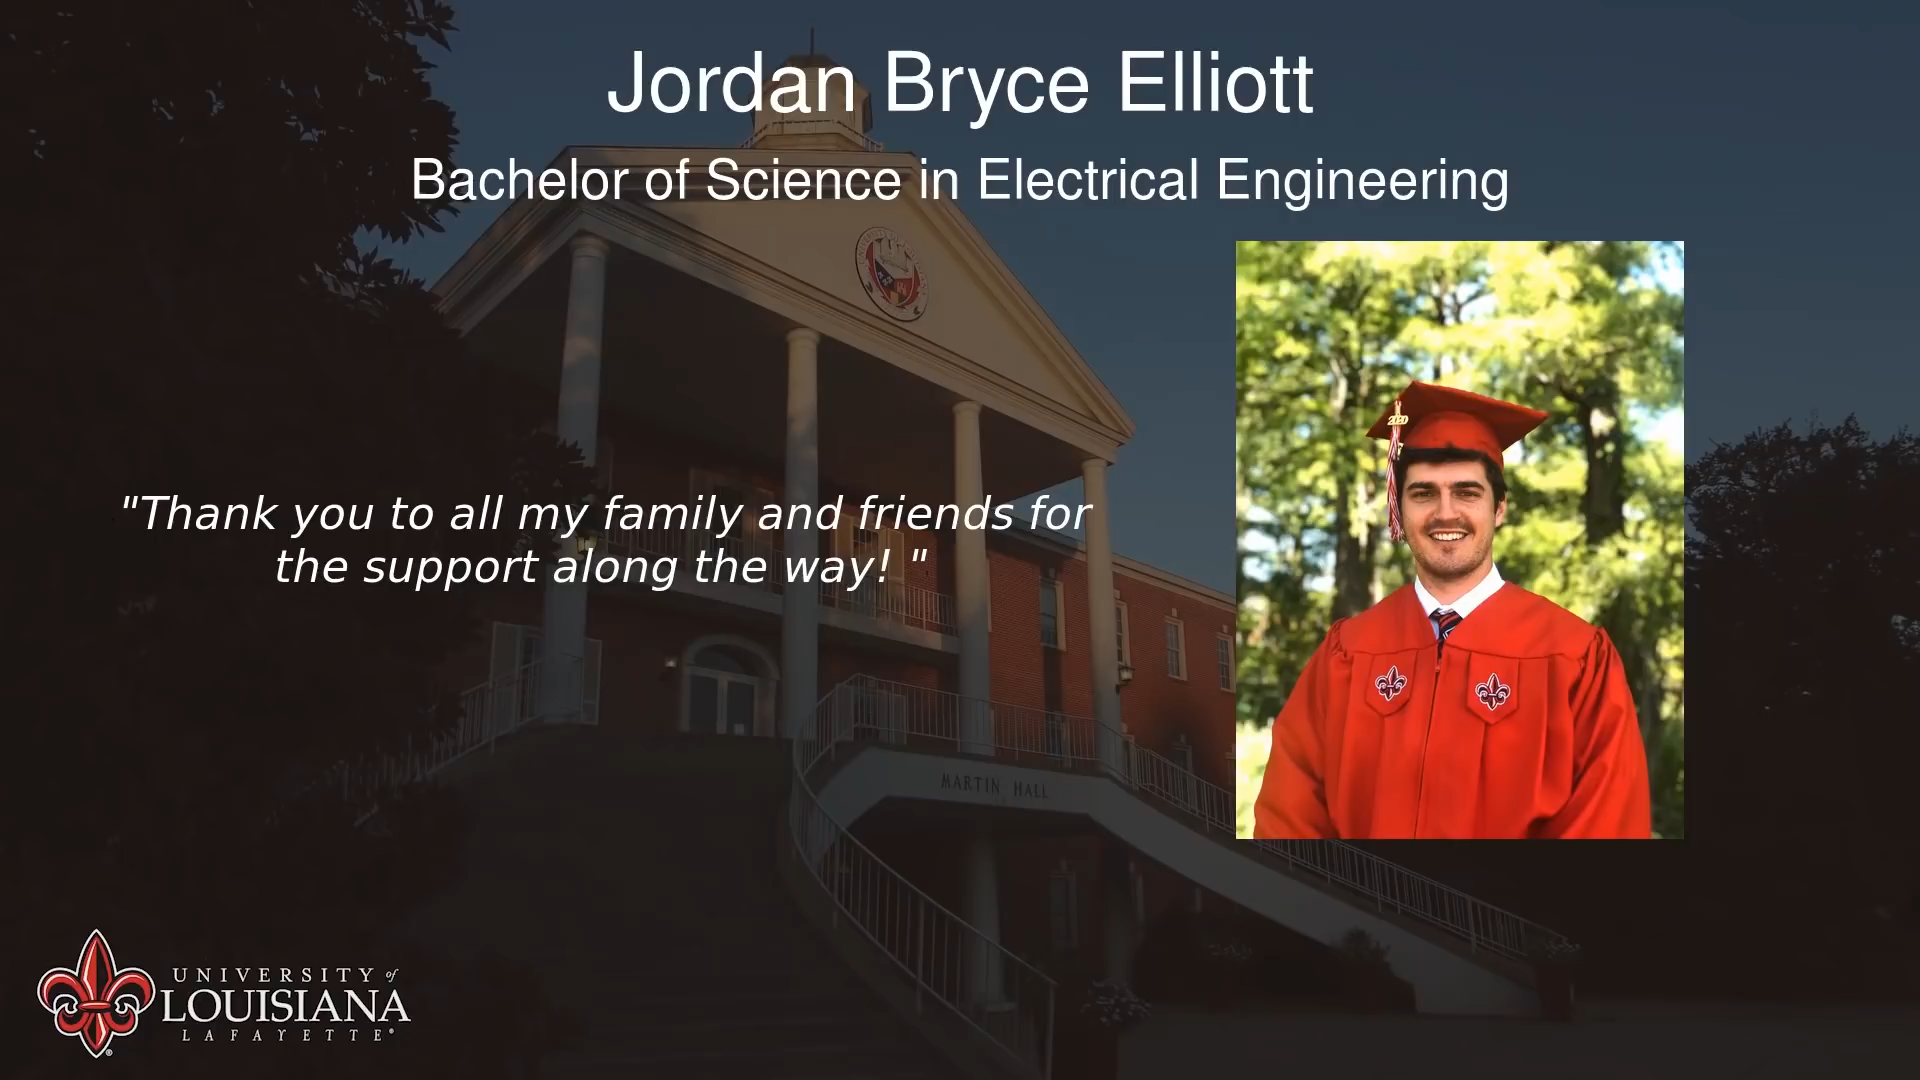 Jordan Bryce Elliott
Bachelor of Science in Electrical Engineering
2020
"Thank you to all my family and friends for
the support along the way! "
MARTIN HALL
UNIVERSITY of
LOUISIANA
LAFAYETTE®
®